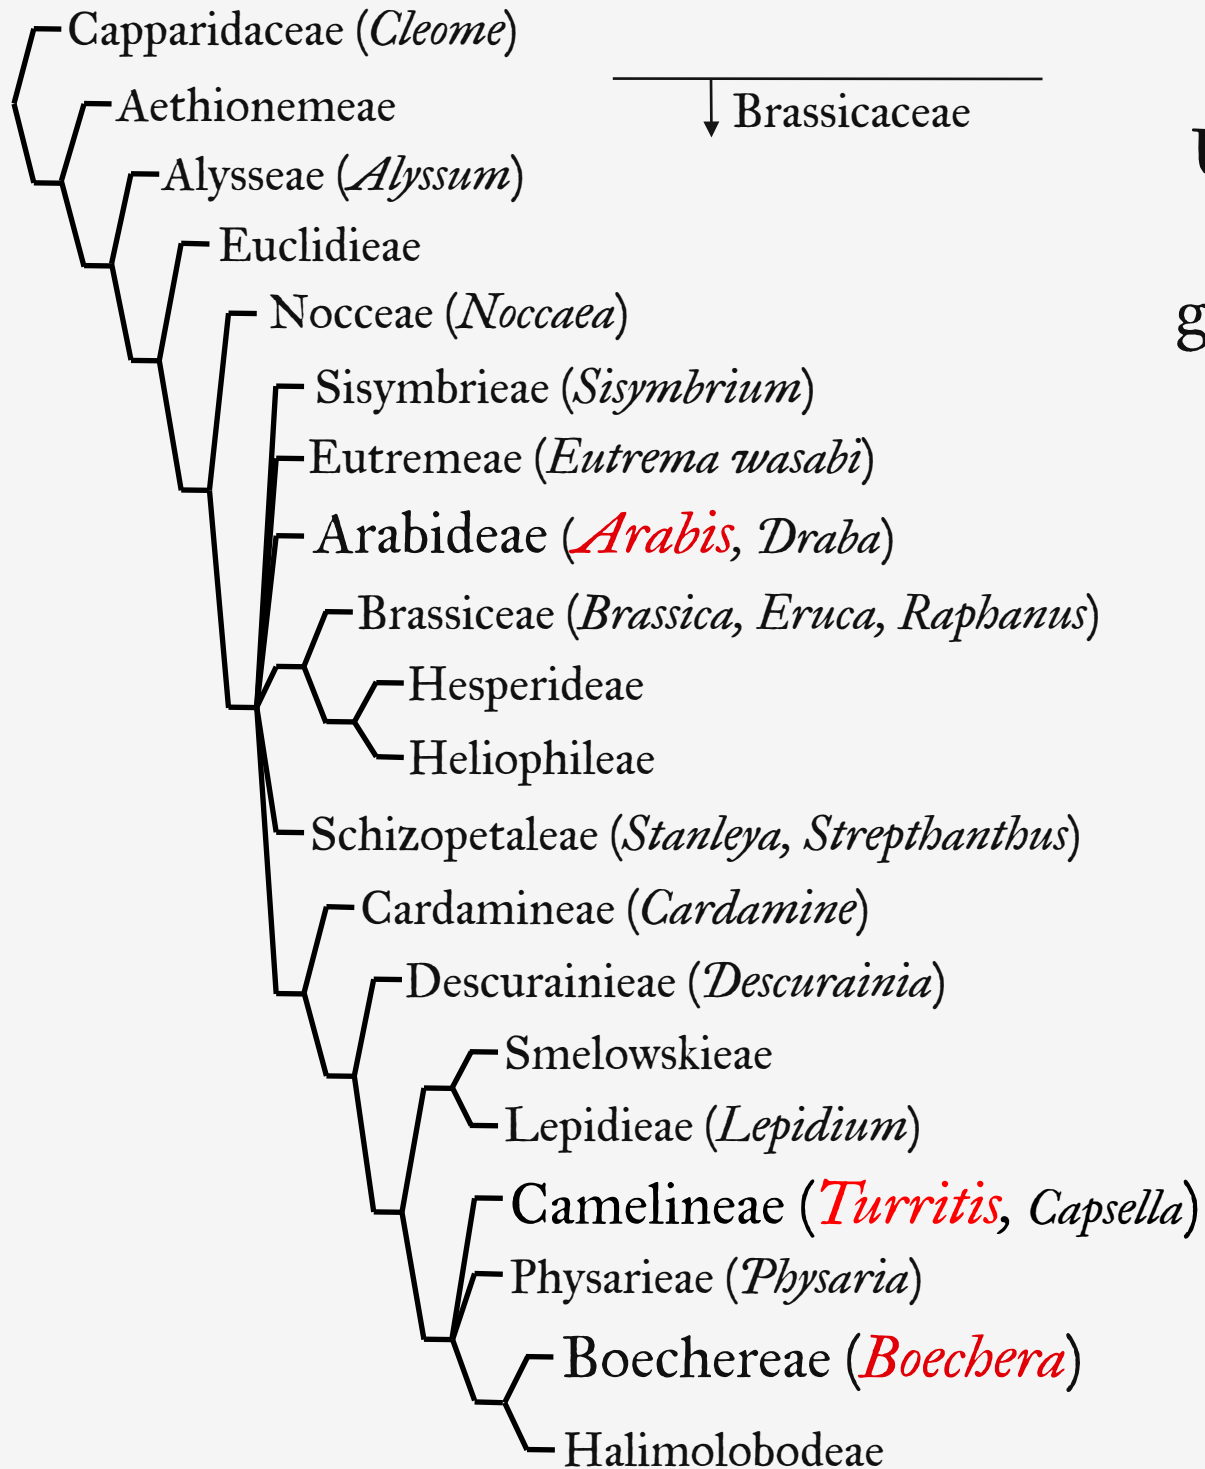 Capparidaceae (Cleome)
Aethionemeae
Brassicaceae
Alysseae (Alyssum)
Euclidieae
Nocceae (Noccaea)
g
Sisymbrieae (Sisymbrium)
Eutremeae (Eutrema wasabi)
Arabideae (Arabis, Draba)
Brassiceae (Brassica, Eruca, Raphanus)
Hesperideae
Heliophileae
Schizopetaleae (Stanleya, Strepthanthus)
Cardamineae (Cardamine)
Descurainieae (Descurainia)
Smelowskieae
Lepidieae (Lepidium)
Camelineae (Turritis, Capsella)
Physarieae (Physaria)
Boechereae (Boechera)
Halimolobodeae